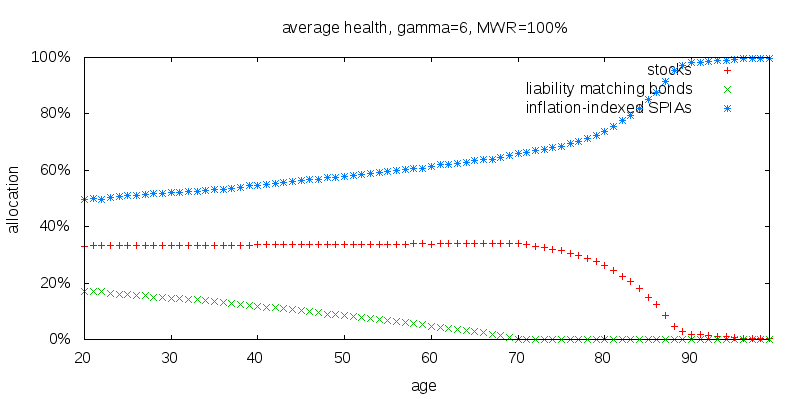 average health, gamma=6, MWR=100%
100%
80%
60%
40%
20%
0%
allocation
stocks
liability matching bonds
inflation-indexed SPIAs
20 30 40 50 60 70 80 90
age